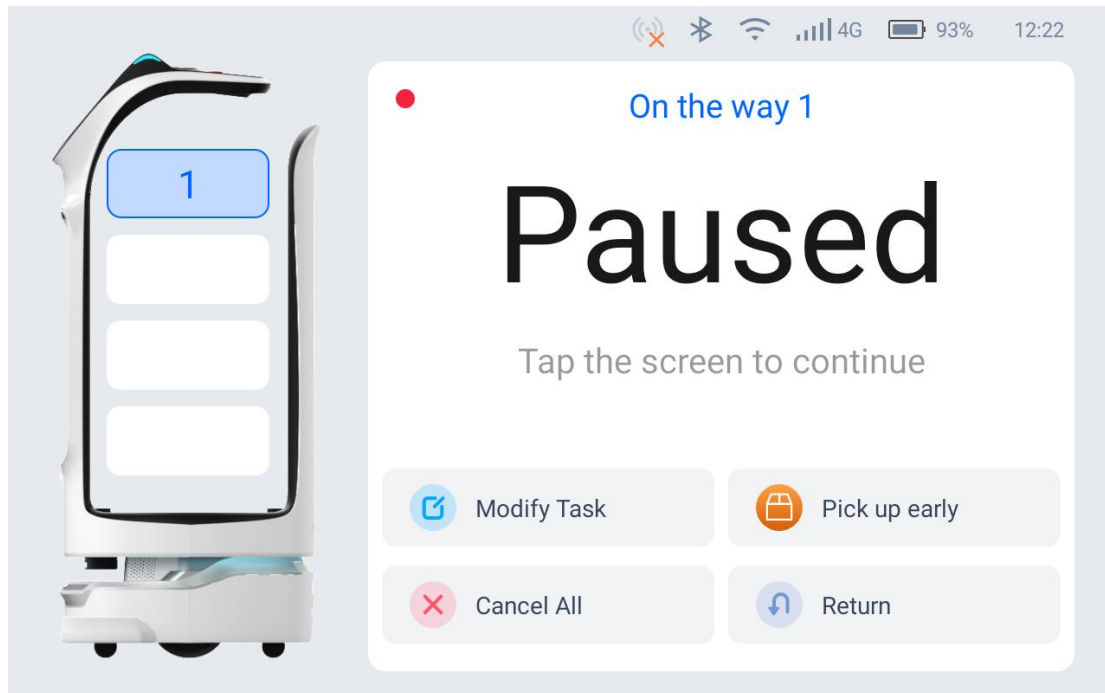 4G 93% 12:22
1
On the way 1
Paused
Tap the screen to continue
Modify Task
Pick up early
Cancel All
Return